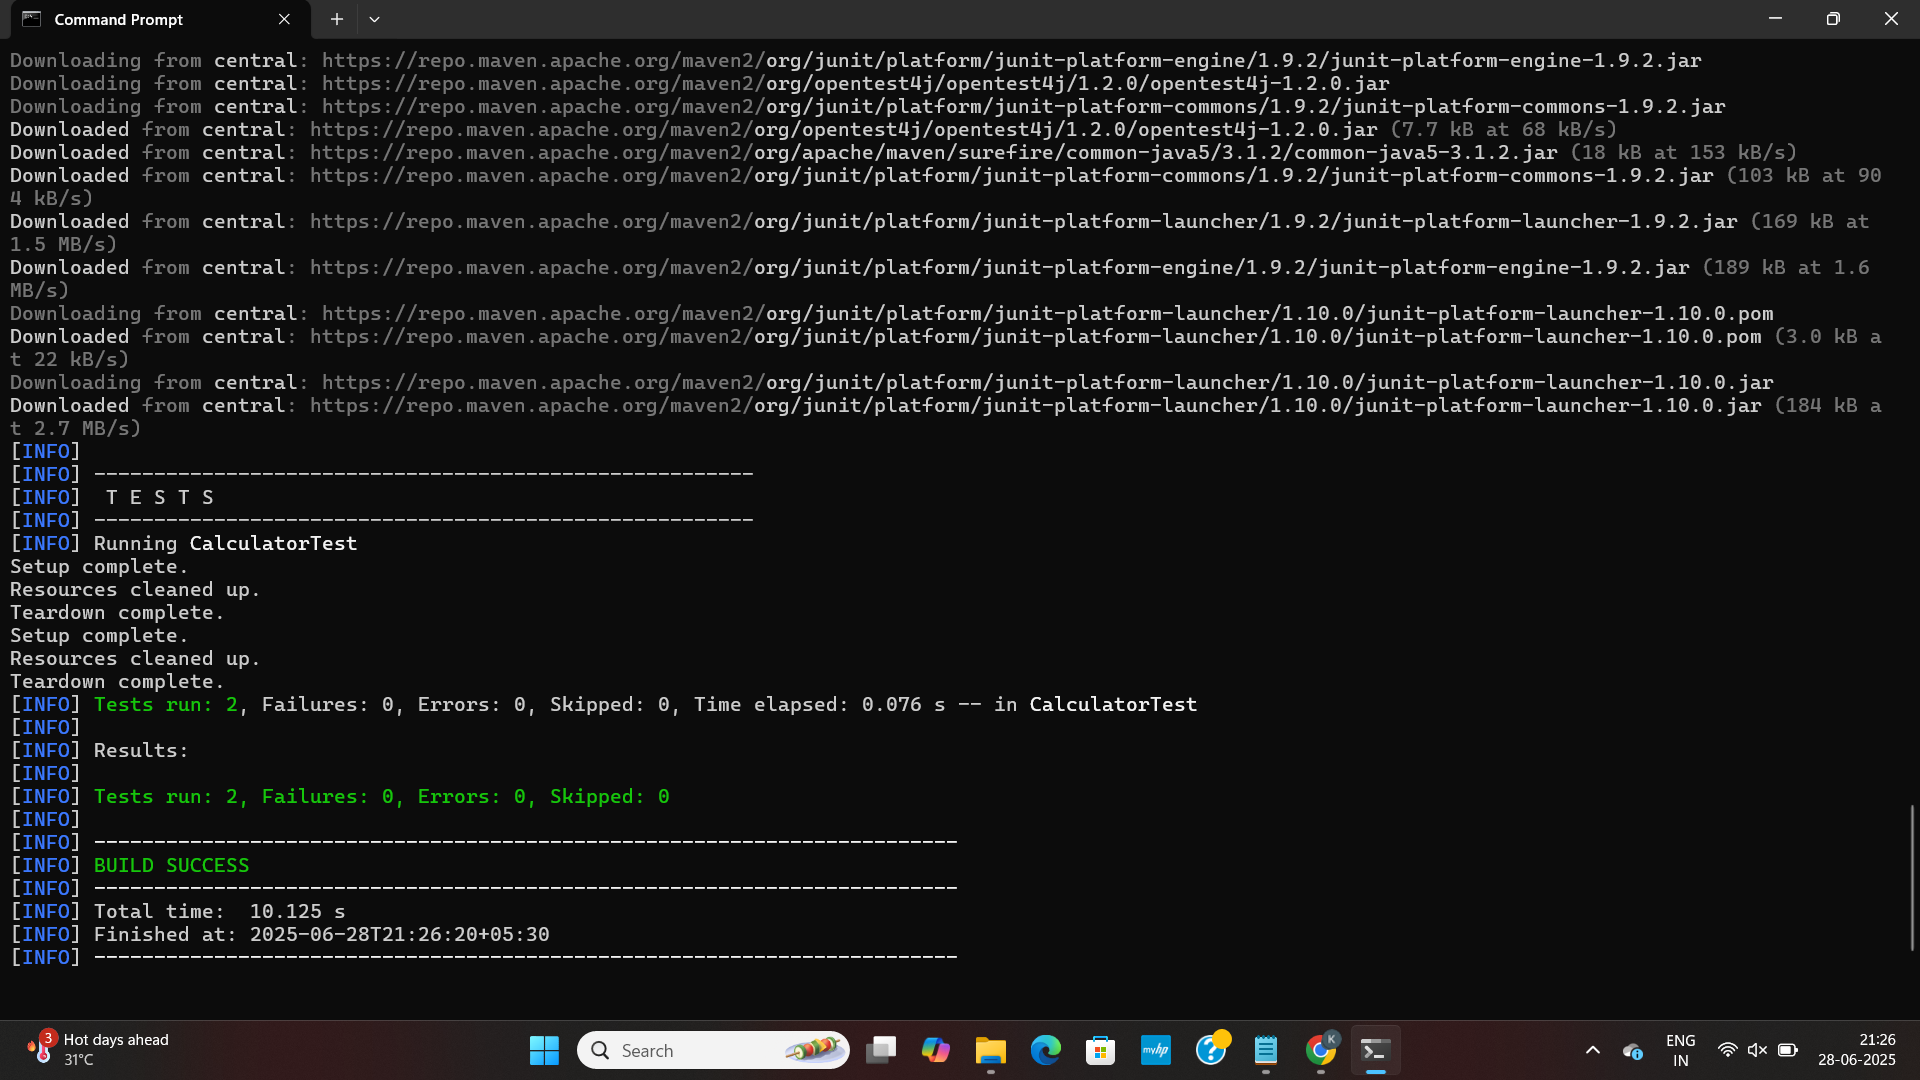 Command Prompt
Downloading from central: https://repo.maven.apache.org/maven2/org/junit/platform/junit-platform-engine/1.9.2/junit-platform-engine-1.9.2.jar
Downloading from central: https://repo.maven.apache.org/maven2/org/opentest4j/opentest4j/1.2.0/opentest4j-1.2.0.jar
Downloading from central: https://repo.maven.apache.org/maven2/org/junit/platform/junit-platform-commons/1.9.2/junit-platform-commons-1.9.2.jar
Downloaded from central: https://repo.maven.apache.org/maven2/org/opentest4j/opentest4j/1.2.0/opentest4j-1.2.0.jar (7.7 kB at 68 kB/s)
Downloaded from central: https://repo.maven.apache.org/maven2/org/apache/maven/surefire/common-java5/3.1.2/common-java5-3.1.2.jar (18 kB at 153 kB/s)
Downloaded from central: https://repo.maven.apache.org/maven2/org/junit/platform/junit-platform-commons/1.9.2/junit-platform-commons-1.9.2.jar (103 kB at 90
4 kB/s)
Downloaded from central: https://repo.maven.apache.org/maven2/org/junit/platform/junit-platform-launcher/1.9.2/junit-platform-launcher-1.9.2.jar (169 kB at
1.5 MB/s)
Downloaded from central: https://repo.maven.apache.org/maven2/org/junit/platform/junit-platform-engine/1.9.2/junit-platform-engine-1.9.2.jar (189 kB at 1.6
MB/s)
Downloading from central: https://repo.maven.apache.org/maven2/org/junit/platform/junit-platform-launcher/1.10.0/junit-platform-launcher-1.10.0.pom
Downloaded from central: https://repo.maven.apache.org/maven2/org/junit/platform/junit-platform-launcher/1.10.0/junit-platform-launcher-1.10.0.pom (3.0 kB a
t 22 kB/s)
Downloading from central: https://repo.maven.apache.org/maven2/org/junit/platform/junit-platform-launcher/1.10.0/junit-platform-launcher-1.10.0.jar
Downloaded from central: https://repo.maven.apache.org/maven2/org/junit/platform/junit-platform-launcher/1.10.0/junit-platform-launcher-1.10.0.jar (184 kB a
t 2.7 MB/s)
[INFO]
[INFO] -------------------------------------------------------
[INFO]  T E S T S
[INFO] -------------------------------------------------------
[INFO] Running CalculatorTest
Setup complete.
Resources cleaned up.
Teardown complete.
Setup complete.
Resources cleaned up.
Teardown complete.
[INFO] Tests run: 2, Failures: 0, Errors: 0, Skipped: 0, Time elapsed: 0.076 s -- in CalculatorTest
[INFO]
[INFO] Results:
[INFO]
[INFO] Tests run: 2, Failures: 0, Errors: 0, Skipped: 0
[INFO]
[INFO] ------------------------------------------------------------------------
[INFO] BUILD SUCCESS
[INFO] ------------------------------------------------------------------------
[INFO] Total time:  10.125 s
[INFO] Finished at: 2025-06-28T21:26:20+05:30
[INFO] ------------------------------------------------------------------------
3
Hot days ahead
31°C
Search
myhp
K
ENG
IN
21:26
28-06-2025